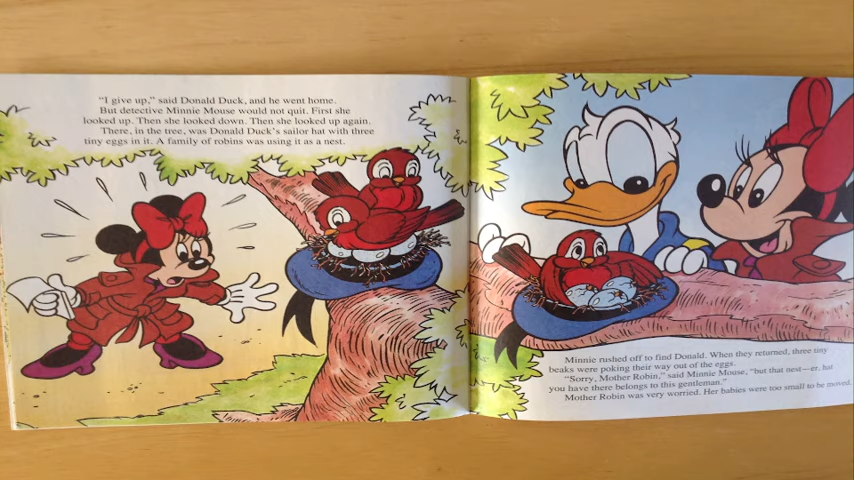 "I give up," said Donald Duck, and he went home.
But detective Minnie Mouse would not quit. First she
looked up. Then she looked down. Then she looked up again.
There, in the tree, was Donald Duck's sailor hat with three
tiny eggs in it. A family of robins was using it as a nest.
Minnie rushed off to find Donald. When they returned, three tiny
beaks were poking their way out of the eggs.
"Sorry, Mother Robin," said Minnie Mouse, "but that nest—er, hat
you have there belongs to this gentleman."
Mother Robin was very worried. Her babies were too small to be moved.